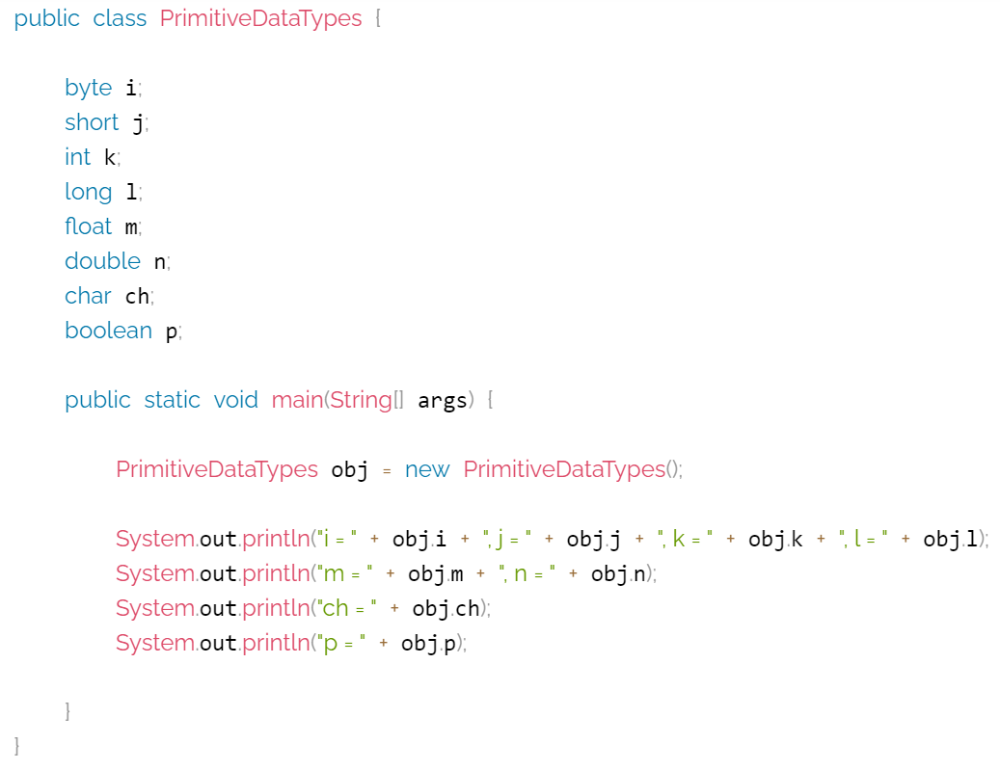 public class PrimitiveDataTypes {
byte i;
short j;
int k;
long l;
float m;
double n;
char ch;
boolean p;
public static void main(String[] args) {
PrimitiveDataTypes obj = new PrimitiveDataTypes();
System.out.println("i = " + obj.i + ", j = " + obj.j + ", k = " + obj.k + ", l = " + obj.l);
System.out.println("m = " + obj.m + ", n = " + obj.n);
System.out.println("ch = " + obj.ch);
System.out.println("p = " + obj.p);
}
}